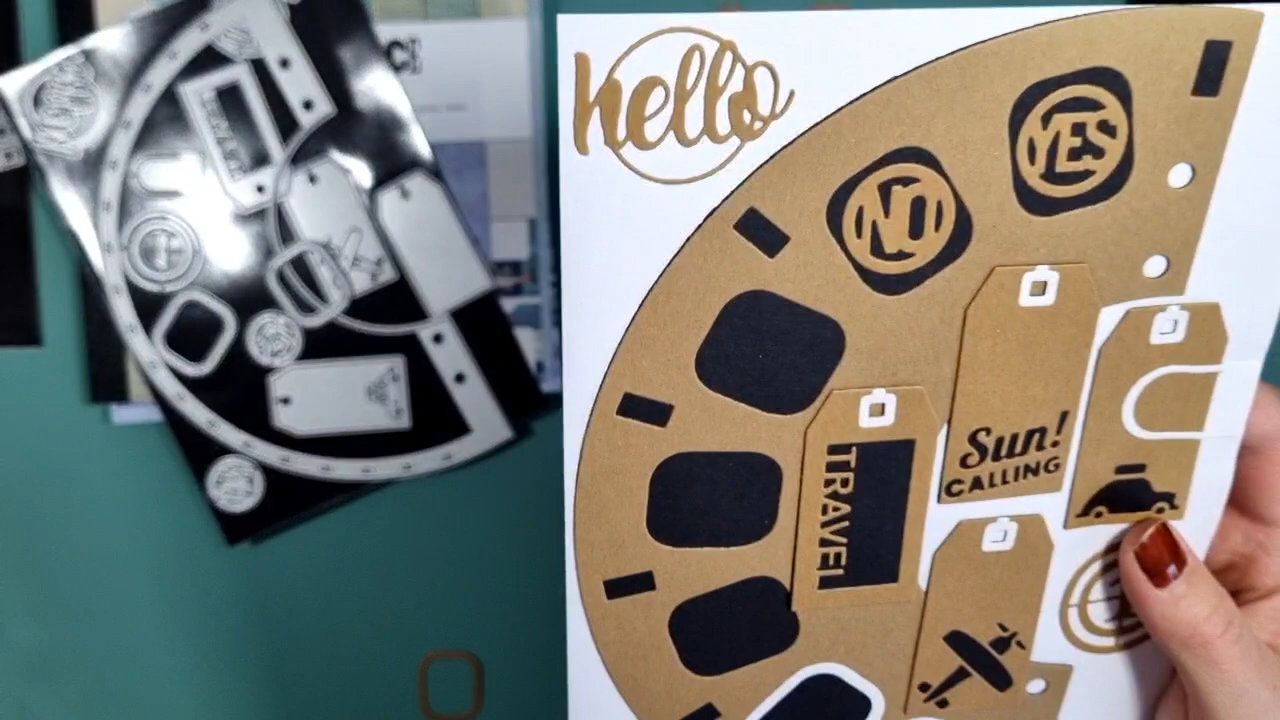 hello
YES
NO
TRAVEL
Sun!
CALLING